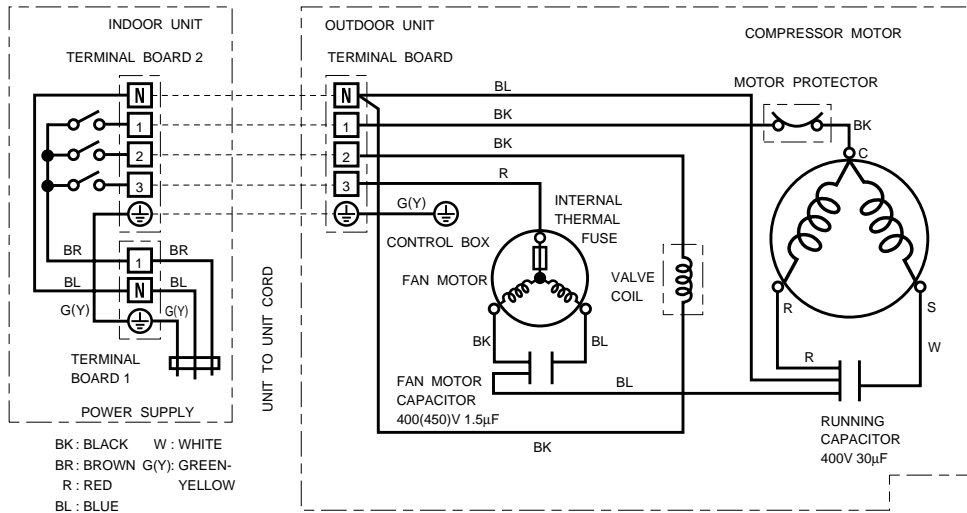 INDOOR UNIT
TERMINAL BOARD 2
N
1
2
3
BR
1
BR
BL
N
BL
G(Y)
G(Y)
TERMINAL
BOARD 1
POWER SUPPLY
UNIT TO UNIT CORD
BK : BLACK W : WHITE
BR : BROWN G(Y): GREEN-
R : RED YELLOW
BL : BLUE
OUTDOOR UNIT
TERMINAL BOARD
N
1
2
3
BL
BK
BK
R
G(Y)
CONTROL BOX
INTERNAL
THERMAL
FUSE
FAN MOTOR
BK
BL
FAN MOTOR
CAPACITOR
400(450)V 1.5µF
BL
BK
VALVE
COIL
COMPRESSOR MOTOR
MOTOR PROTECTOR
BK
C
R
S
R
W
RUNNING
CAPACITOR
400V 30µF